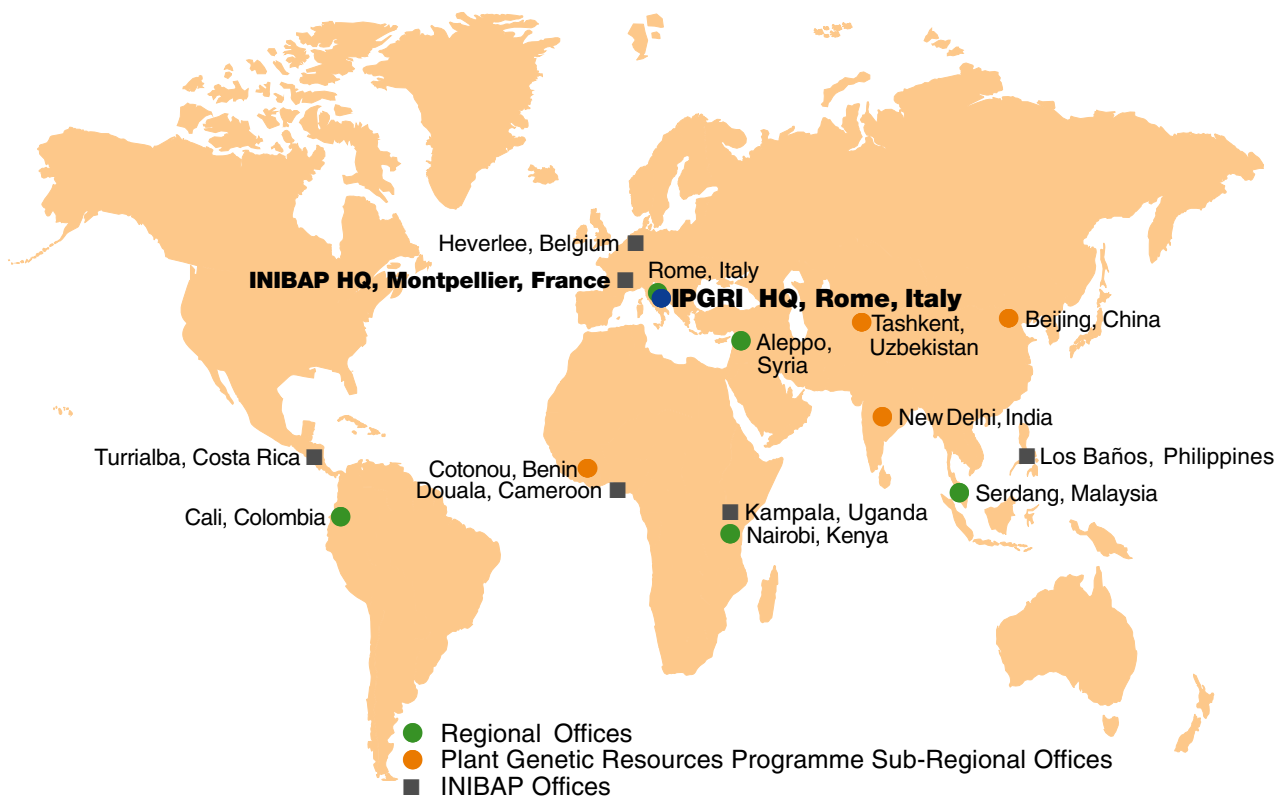 Heverlee, Belgium
INIBAP HQ, Montpellier, France
Rome, Italy
IPGRI HQ, Rome, Italy
Tashkent,
Uzbekistan
Beijing, China
Aleppo,
Syria
New Delhi, India
Turrialba, Costa Rica
Los Baños, Philippines
Cotonou, Benin
Douala, Cameroon
Serdang, Malaysia
Cali, Colombia
Kampala, Uganda
Nairobi, Kenya
Regional Offices
Plant Genetic Resources Programme Sub-Regional Offices
INIBAP Offices